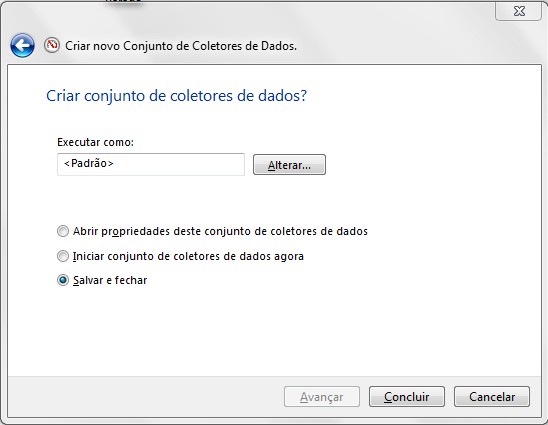 Criar novo Conjunto de Coletores de Dados.
Criar conjunto de coletores de dados?
Executar como:
<Padrão>
Alterar...
Abrir propriedades deste conjunto de coletores de dados
Iniciar conjunto de coletores de dados agora
Salvar e fechar
Avançar
Concluir
Cancelar